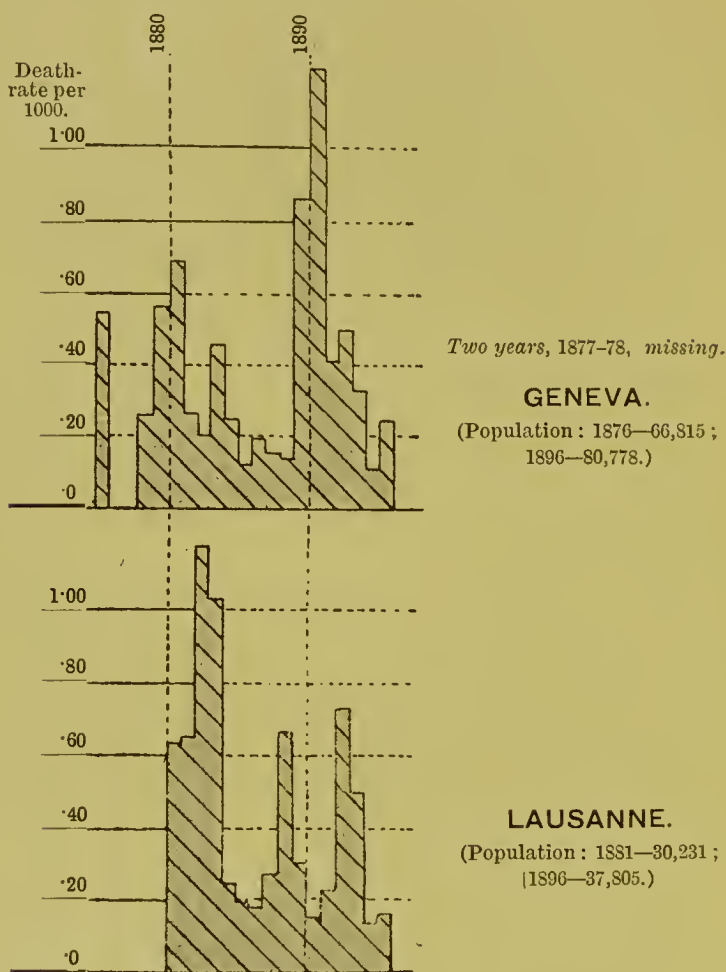 1880
1890
Death-
rate per
1000.
1·00
·80
·60
·40
·20
·0
Two years, 1877-78, missing.
GENEVA.
(Population : 1876—66,815 ;
1896—80,778.)
1·00
·80
·60
·40
·20
·0
LAUSANNE.
(Population : 1881—30,231 ;
1896—37,805.)